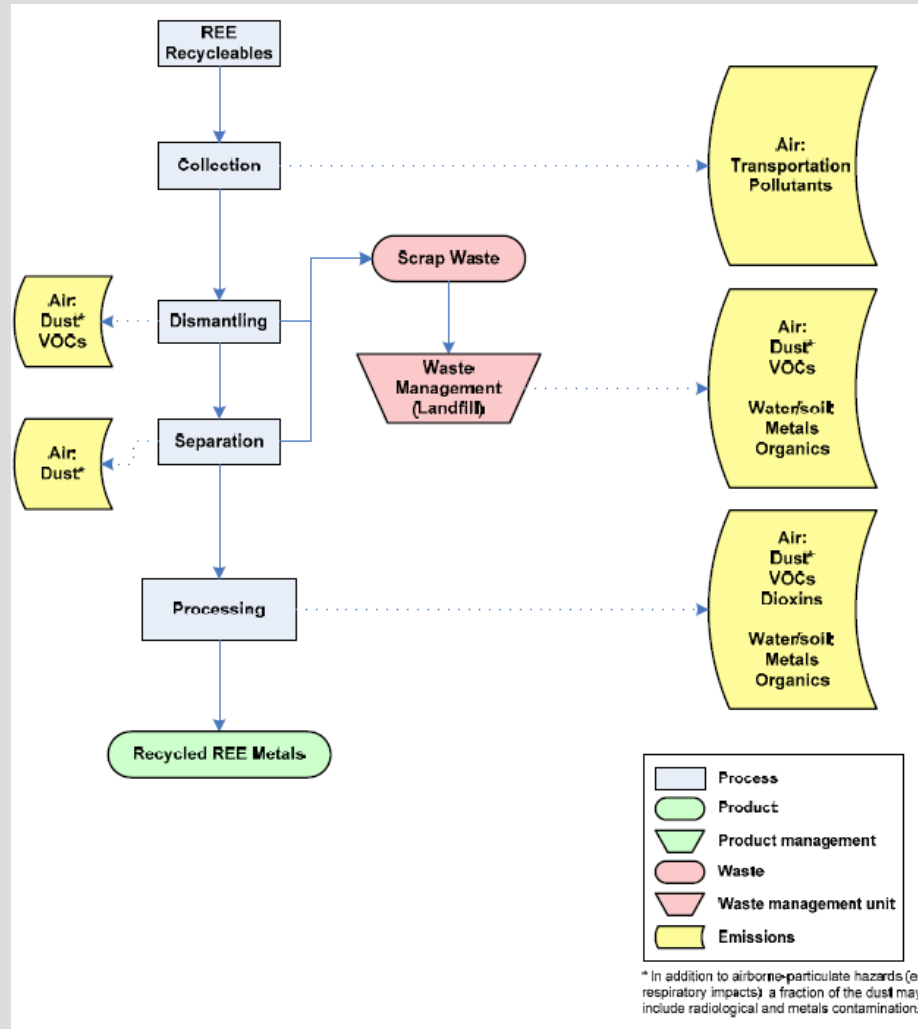 REE
Recycleables
Collection
Air:
Transportation
Pollutants
Scrap Waste
Air:
Dust*
VOCs
Dismantling
Waste
Management
(Landfill)
Air:
Dust*
VOCs
Water/soil:
Metals
Organics
Separation
Air:
Dust*
Processing
Air:
Dust*
VOCs
Dioxins
Water/soil:
Metals
Organics
Recycled REE Metals
Process
Product
Product management
Waste
Waste management unit
Emissions
* In addition to airborne-particulate hazards (e
respiratory impacts) a fraction of the dust may
include radiological and metals contamination.